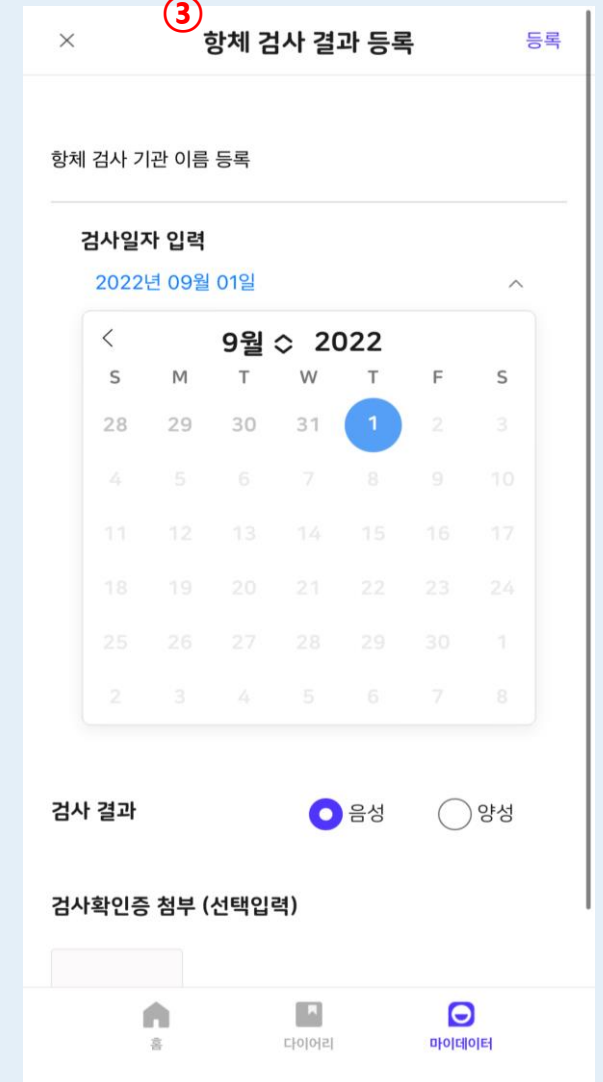 ③
항체 검사 결과 등록 등록
항체 검사 기관 이름 등록
검사일자 입력
2022년 09월 01일
9월 2022
S M T W T F S
28 29 30 31 1 2 3
4 5 6 7 8 9 10
11 12 13 14 15 16 17
18 19 20 21 22 23 24
25 26 27 28 29 30 1
2 3 4 5 6 7 8
검사 결과 음성 양성
검사확인증 첨부 (선택입력)
홈 다이어리 마이데이터